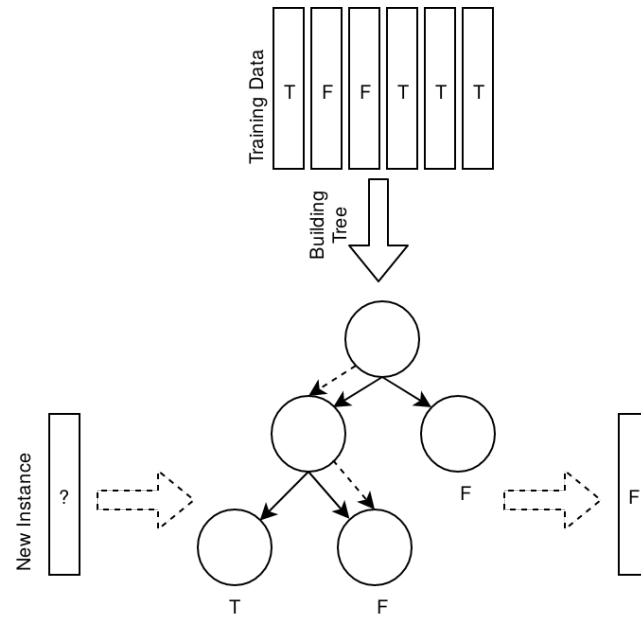 Training Data
T F F T T T
Building
Tree
F
New Instance
?
F
T F